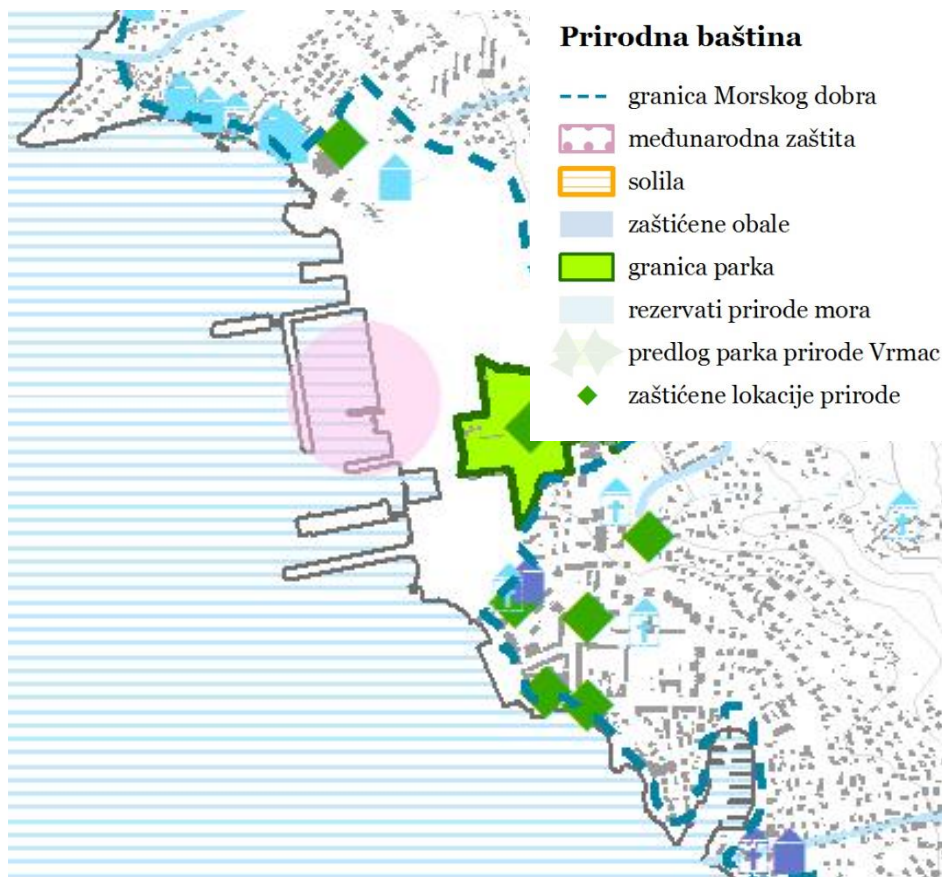 Prirodna baština
granica Morskog dobra
međunarodna zaštita
solila
zaštićene obale
granica parka
rezervati prirode mora
predlog parka prirode Vrmac
zaštićene lokacije prirode